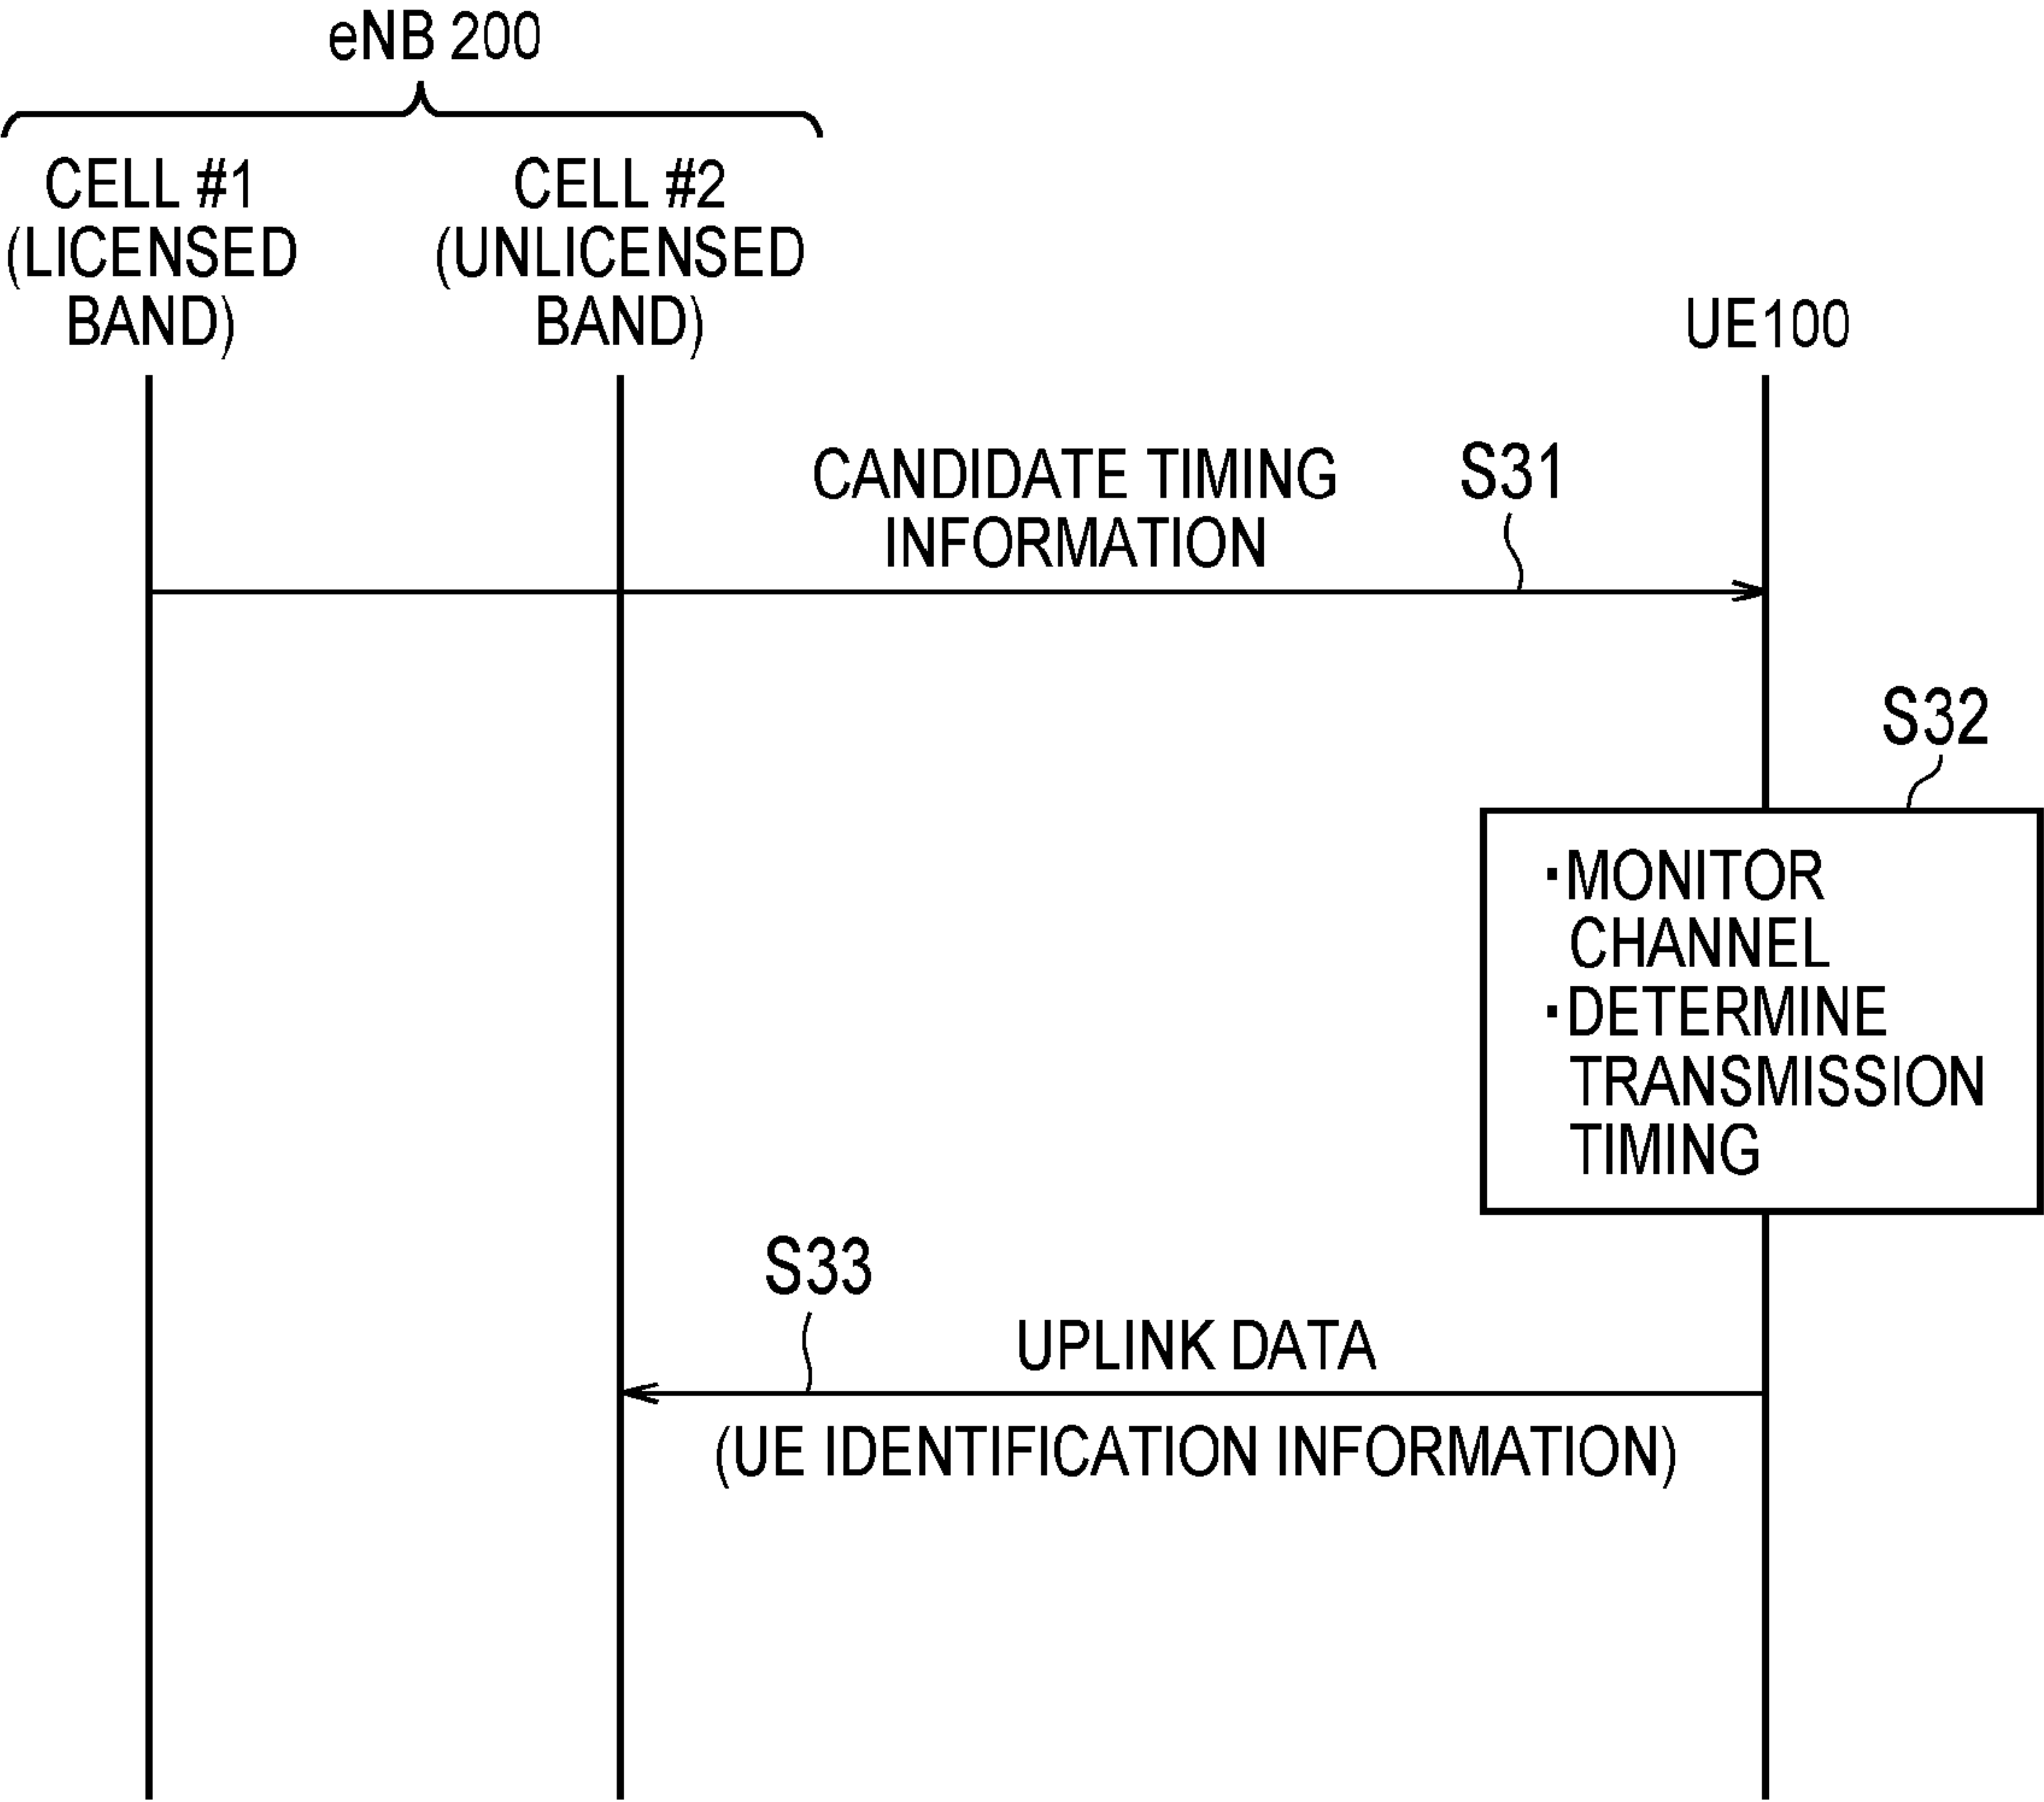 eNB 200
CELL #1
(LICENSED
BAND)
CELL #2
(UNLICENSED
BAND)
UE100
CANDIDATE TIMING
INFORMATION
S31
S32
・MONITOR
CHANNEL
・DETERMINE
TRANSMISSION
TIMING
S33
UPLINK DATA
(UE IDENTIFICATION INFORMATION)